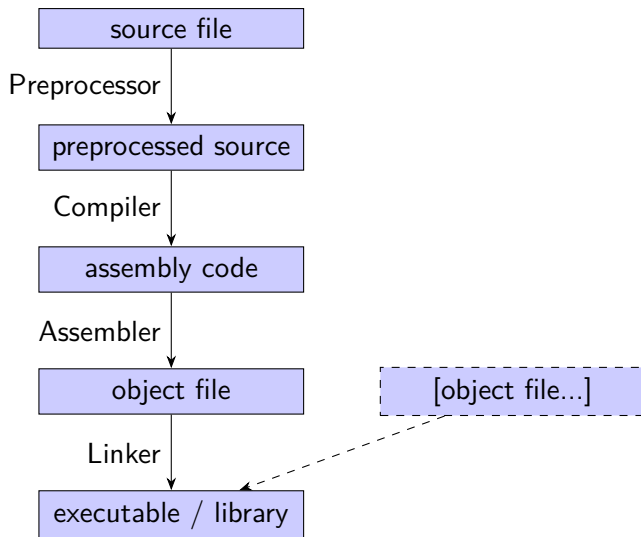 source file
Preprocessor
preprocessed source
Compiler
assembly code
Assembler
object file
[object file...]
Linker
executable / library